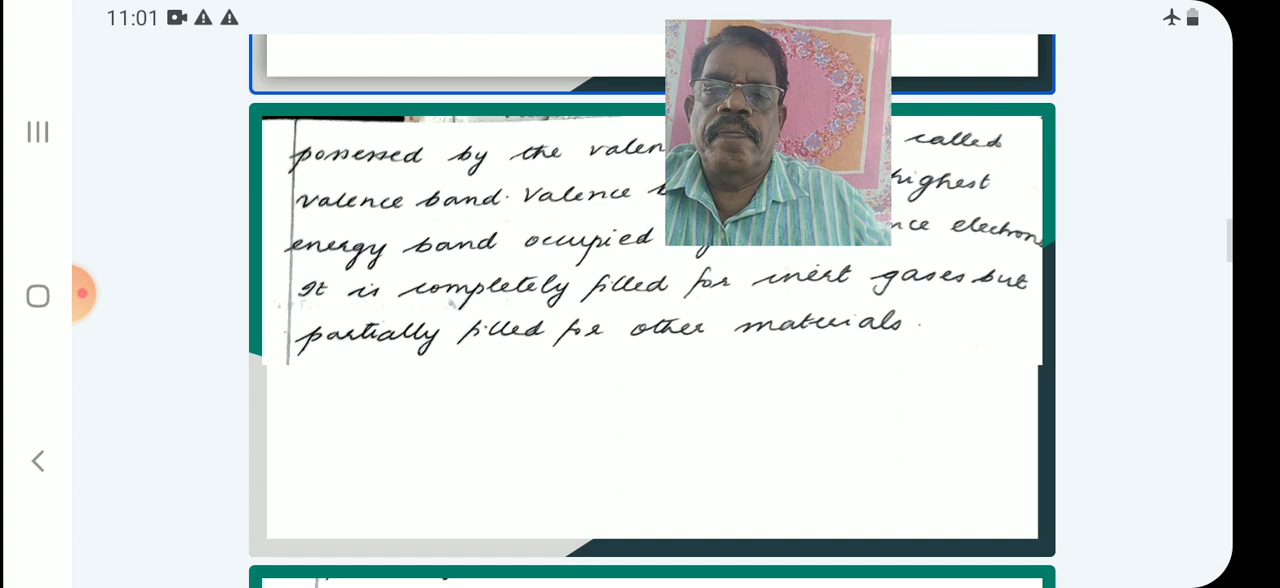 11:01
possessed by the valen called
valence band. Valence b highest
energy band occupied nce electrons
It is completely filled for inert gases but
partially filled for other materials.